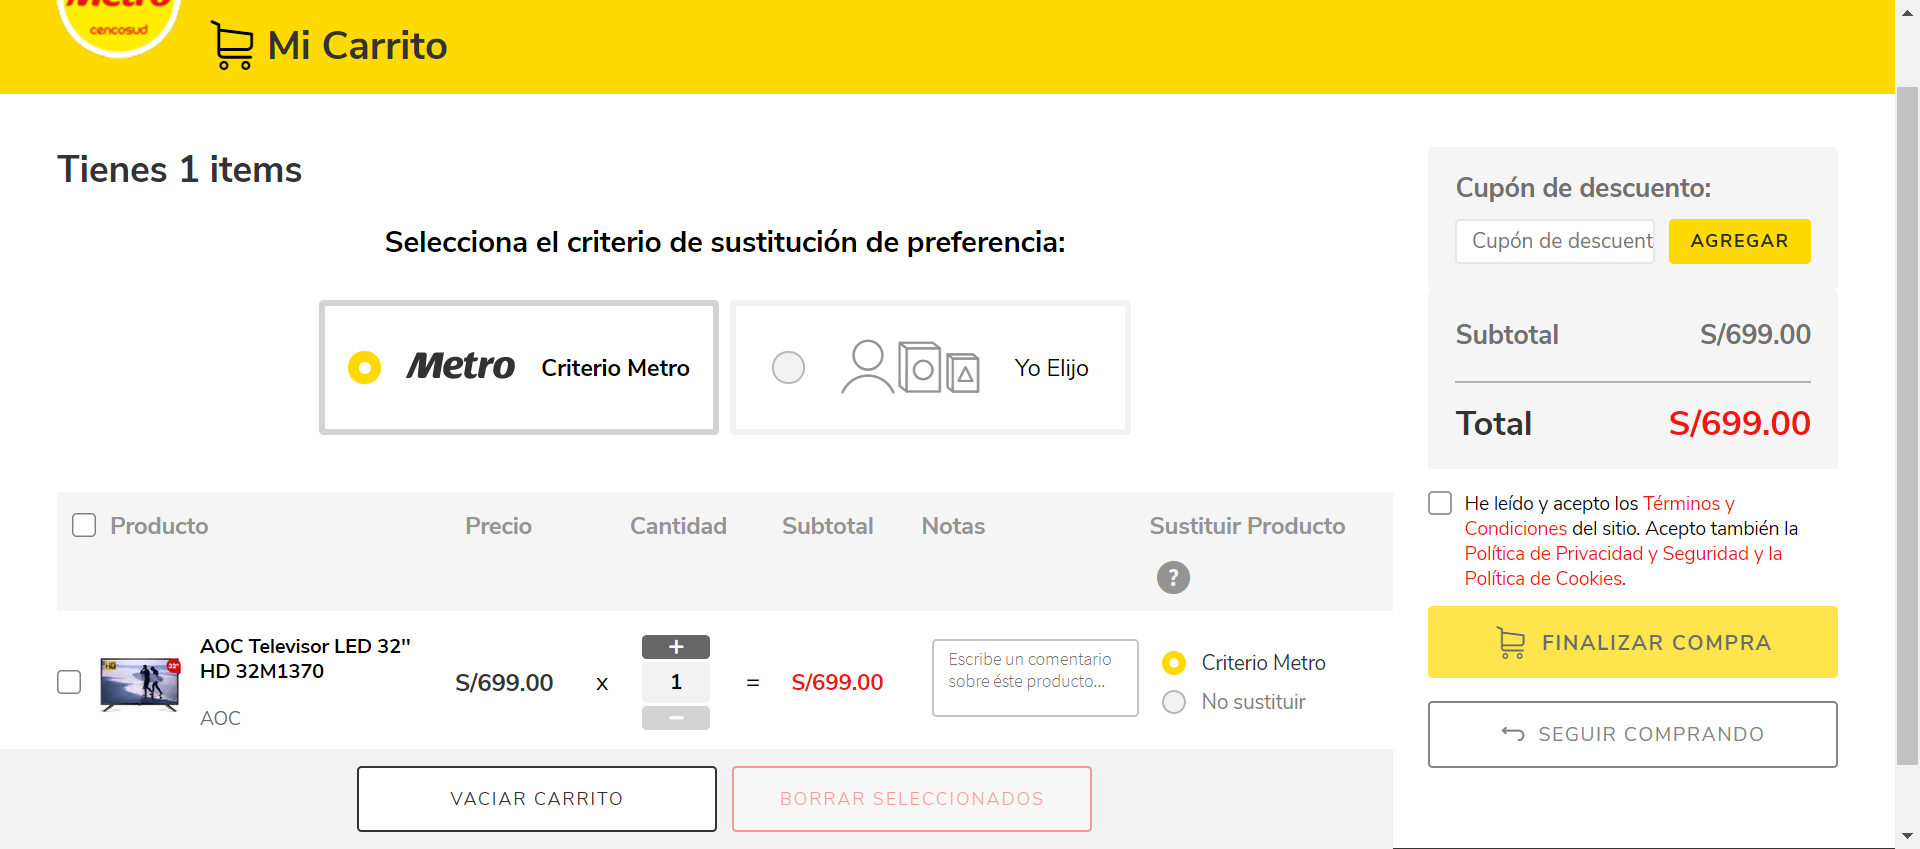 Metro
cencosud
Mi Carrito
Tienes 1 items
Selecciona el criterio de sustitución de preferencia:
Metro Criterio Metro
Yo Elijo
Producto Precio Cantidad Subtotal Notas Sustituir Producto
?
AOC Televisor LED 32"
HD 32M1370
AOC
HD
32"
S/699.00 x + 1 - = S/699.00
Escribe un comentario
sobre éste producto...
Criterio Metro
No sustituir
VACIAR CARRITO
BORRAR SELECCIONADOS
Cupón de descuento:
Cupón de descuent
AGREGAR
Subtotal S/699.00
Total S/699.00
He leído y acepto los Términos y
Condiciones del sitio. Acepto también la
Política de Privacidad y Seguridad y la
Política de Cookies.
FINALIZAR COMPRA
SEGUIR COMPRANDO